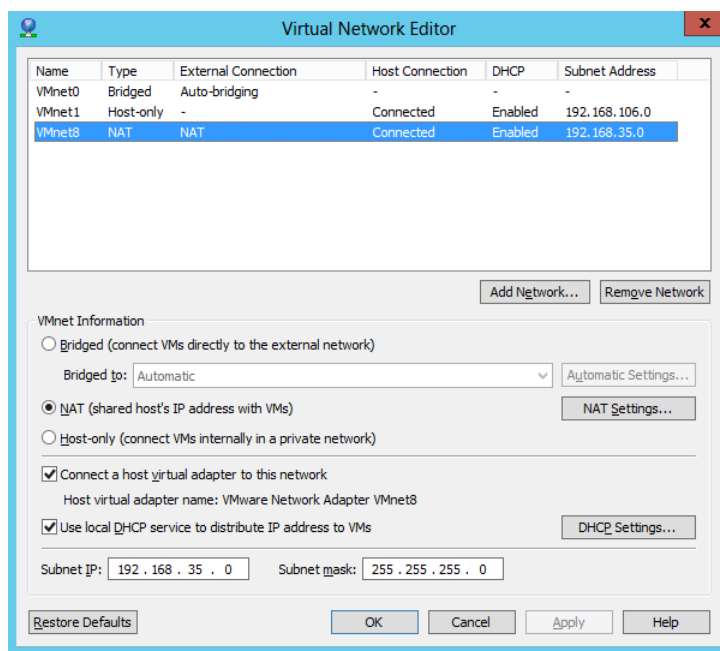 Virtual Network Editor
x
Name Type External Connection Host Connection DHCP Subnet Address
VMnet0 Bridged Auto-bridging - - -
VMnet1 Host-only - Connected Enabled 192.168.106.0
VMnet8 NAT NAT Connected Enabled 192.168.35.0
Add Network... Remove Network
VMnet Information
Bridged (connect VMs directly to the external network)
Bridged to: Automatic Automatic Settings...
NAT (shared host's IP address with VMs) NAT Settings...
Host-only (connect VMs internally in a private network)
Connect a host virtual adapter to this network
Host virtual adapter name: VMware Network Adapter VMnet8
Use local DHCP service to distribute IP address to VMs DHCP Settings...
Subnet IP: 192 . 168 . 35 . 0 Subnet mask: 255 . 255 . 255 . 0
Restore Defaults OK Cancel Apply Help